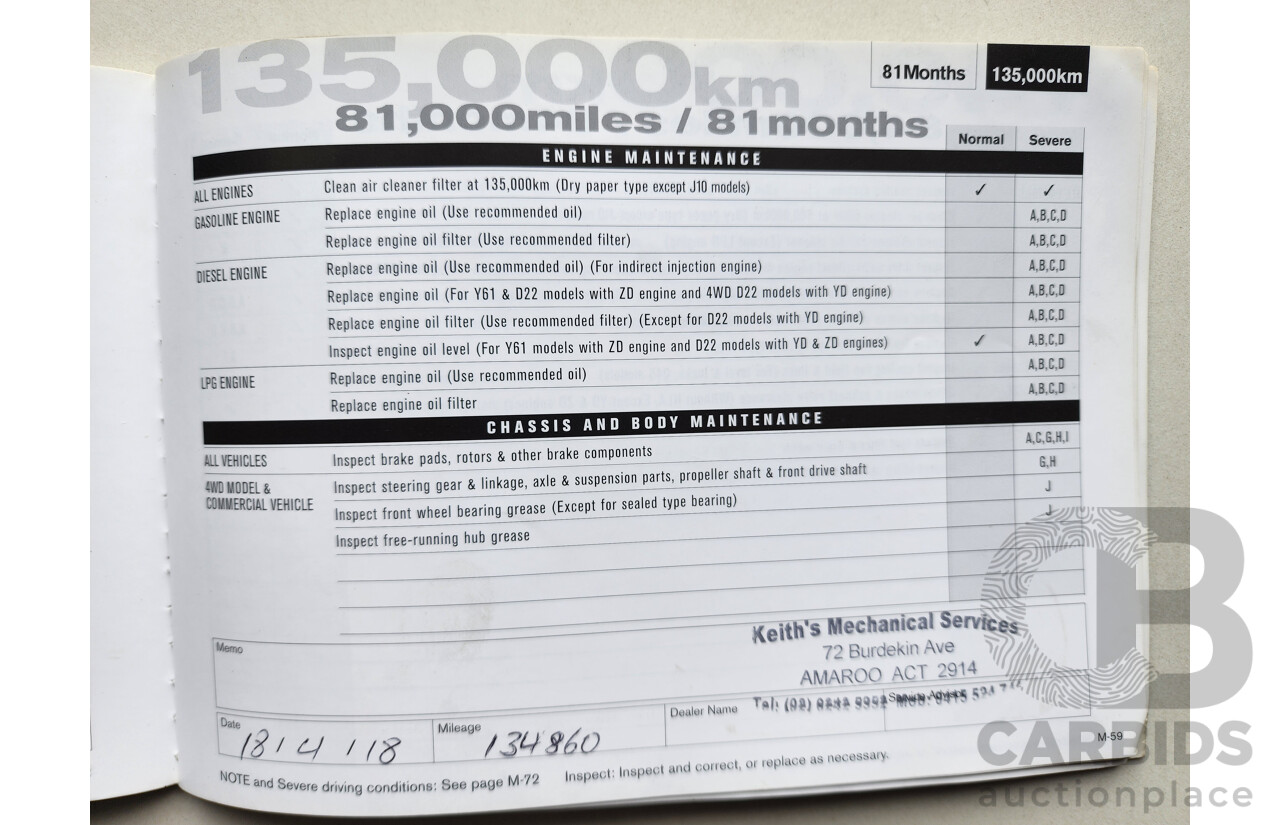 135,000km
81,000miles / 81months
81Months
135,000km
Normal Severe
ENGINE MAINTENANCE
ALL ENGINES Clean air cleaner filter at 135,000km (Dry paper type except J10 models) ✓ ✓
GASOLINE ENGINE Replace engine oil (Use recommended oil) A,B,C,D
Replace engine oil filter (Use recommended filter) A,B,C,D
DIESEL ENGINE Replace engine oil (Use recommended oil) (For indirect injection engine) A,B,C,D
Replace engine oil (For Y61 & D22 models with ZD engine and 4WD D22 models with YD engine) A,B,C,D
Replace engine oil filter (Use recommended filter) (Except for D22 models with YD engine) A,B,C,D
Inspect engine oil level (For Y61 models with ZD engine and D22 models with YD & ZD engines) ✓ A,B,C,D
LPG ENGINE Replace engine oil (Use recommended oil) A,B,C,D
Replace engine oil filter A,B,C,D
CHASSIS AND BODY MAINTENANCE
ALL VEHICLES Inspect brake pads, rotors & other brake components A,C,G,H,I
4WD MODEL & COMMERCIAL VEHICLE Inspect steering gear & linkage, axle & suspension parts, propeller shaft & front drive shaft G,H
Inspect front wheel bearing grease (Except for sealed type bearing) J
Inspect free-running hub grease J
Memo
Keith's Mechanical Services
72 Burdekin Ave
AMAROO ACT 2914
Tel: (02) Mob:
Date 18/4/18
Mileage 134860
Dealer Name
Service Advisor
M-59
NOTE and Severe driving conditions: See page M-72 Inspect: Inspect and correct, or replace as necessary.
CB
CARBIDS
auctionplace